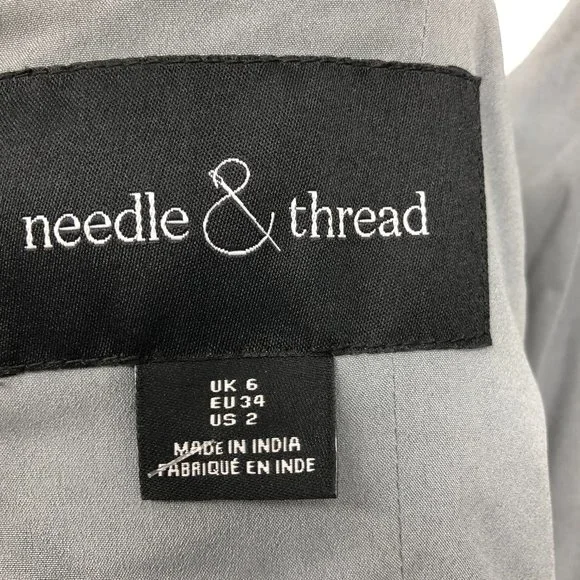 needle & thread
UK 6
EU 34
US 2
MADE IN INDIA
FABRIQUÉ EN INDE